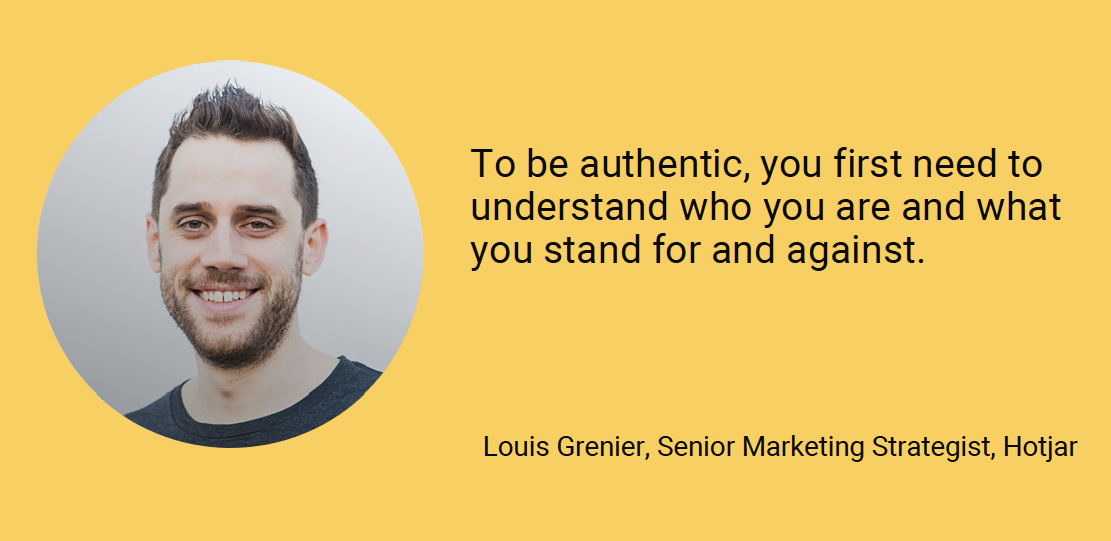 To be authentic, you first need to
understand who you are and what
you stand for and against.
Louis Grenier, Senior Marketing Strategist, Hotjar